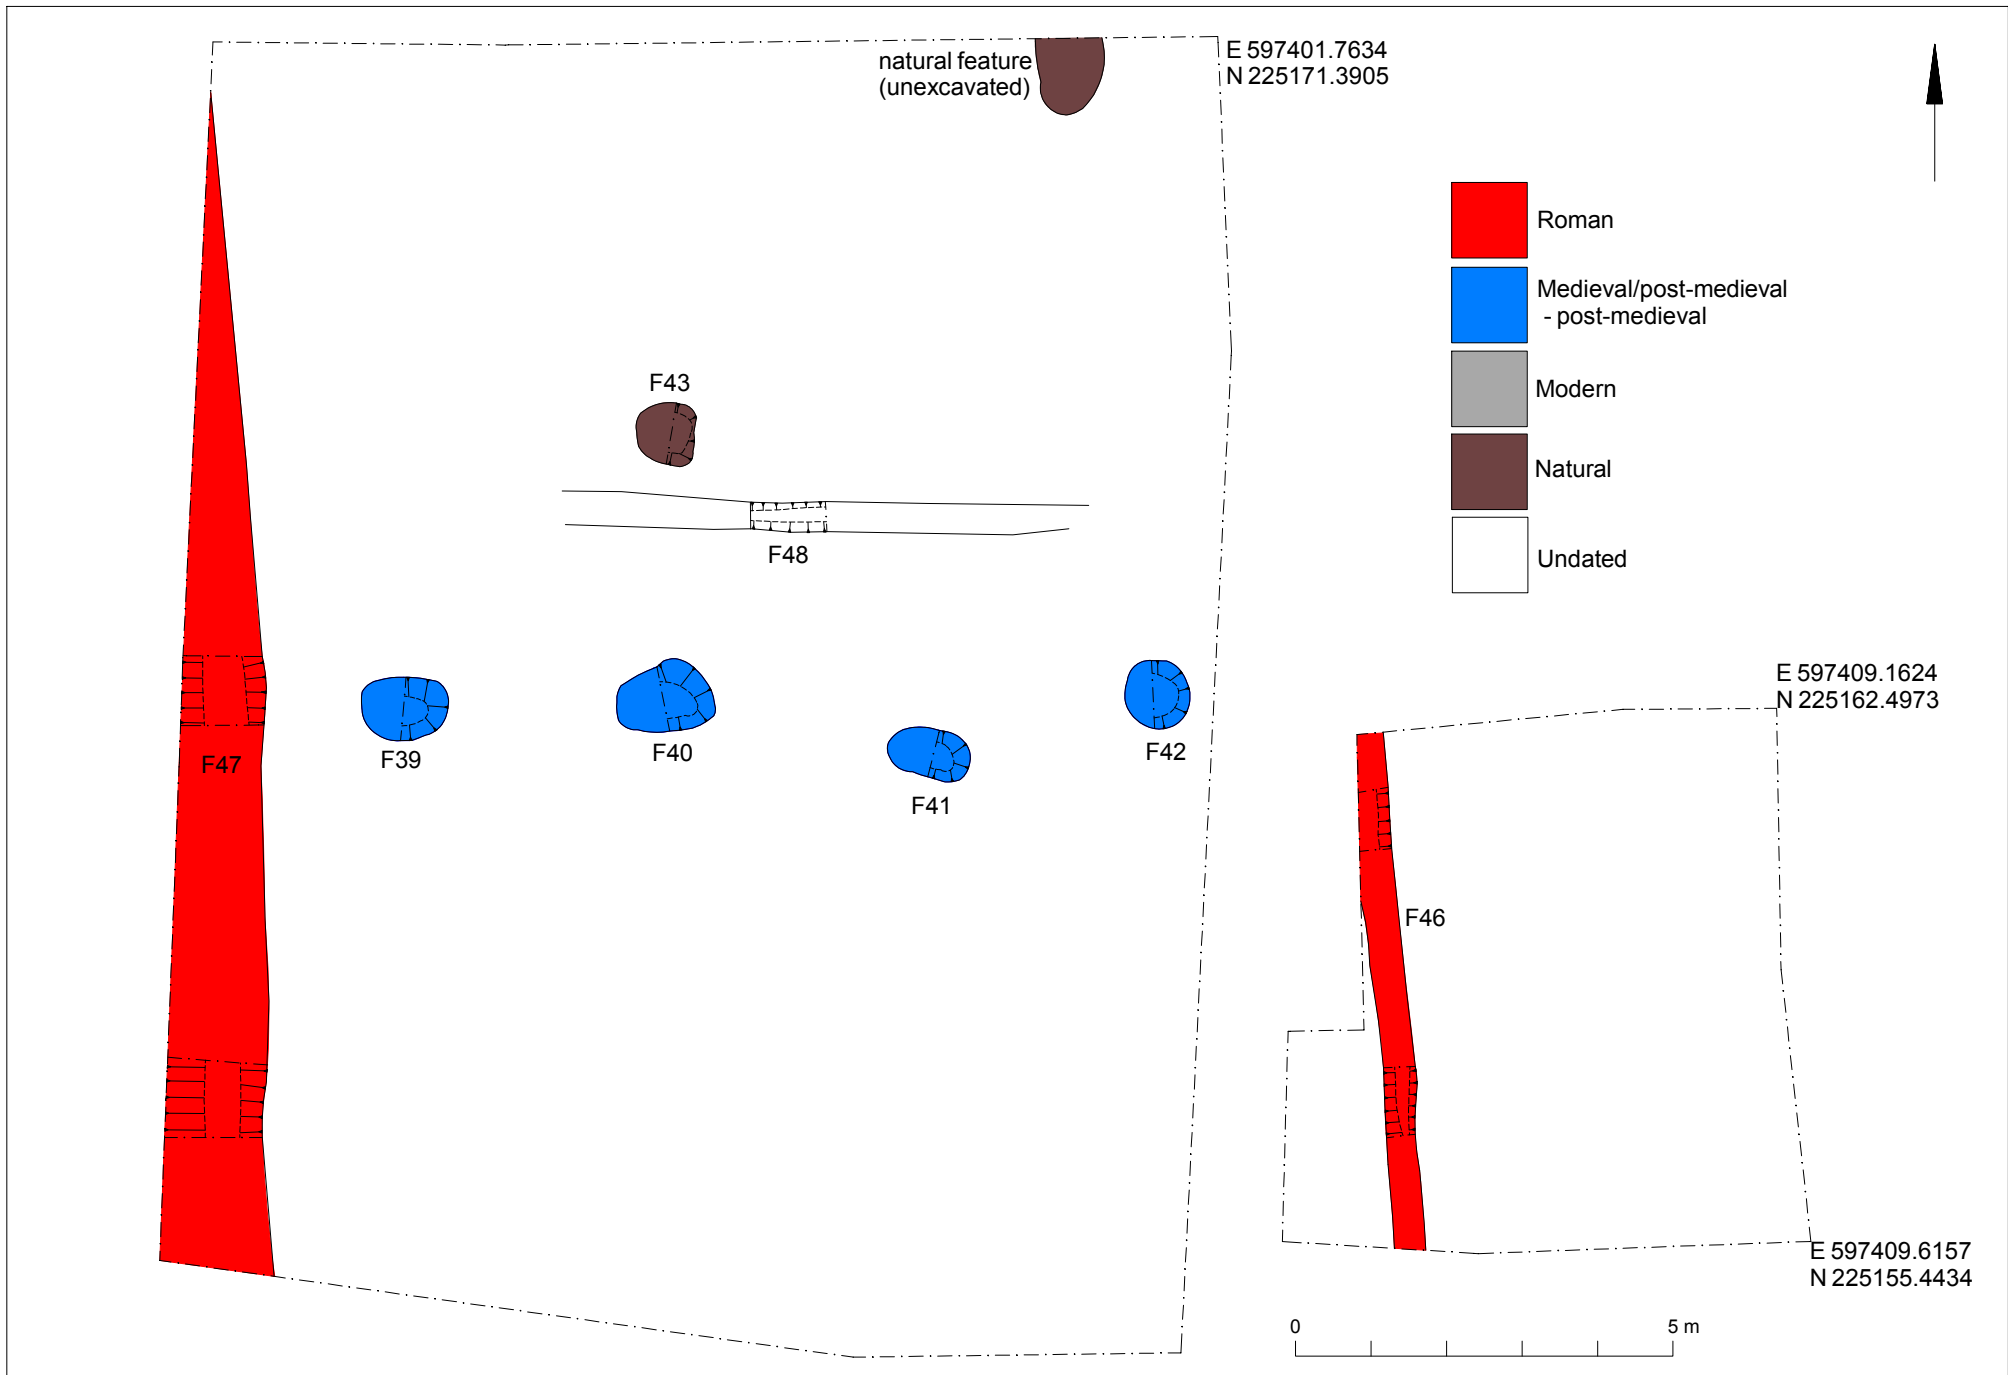 natural feature
(unexcavated)
E 597401.7634
N 225171.3905
Roman
Medieval/post-medieval
- post-medieval
Modern
Natural
Undated
F43
F48
F47
F39
F40
F41
F42
E 597409.1624
N 225162.4973
F46
E 597409.6157
N 225155.4434
0
5 m